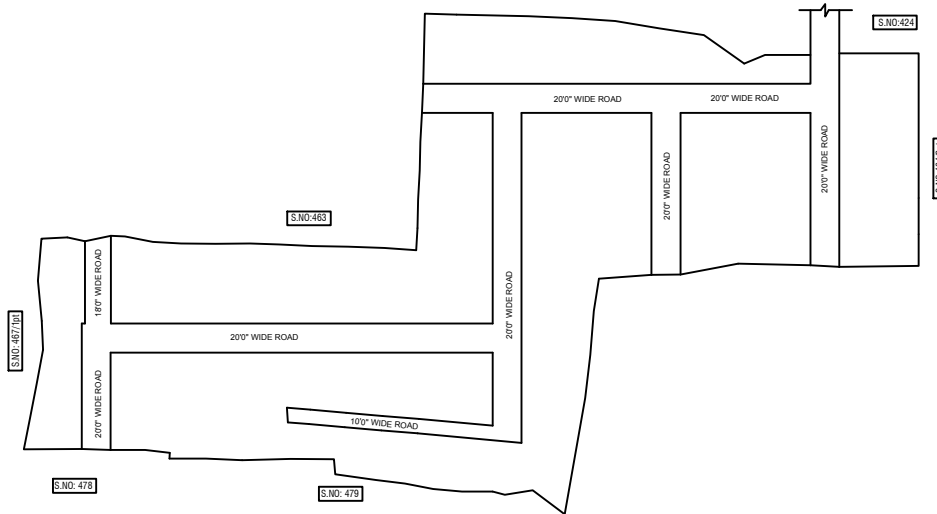 S.NO:424
20'0" WIDE ROAD
20'0" WIDE ROAD
20'0" WIDE ROAD
20'0" WIDE ROAD
S.NO:463
18'0" WIDE ROAD
20'0" WIDE ROAD
20'0" WIDE ROAD
S.NO: 467/1pt
20'0" WIDE ROAD
10'0" WIDE ROAD
S.NO: 478
S.NO: 479